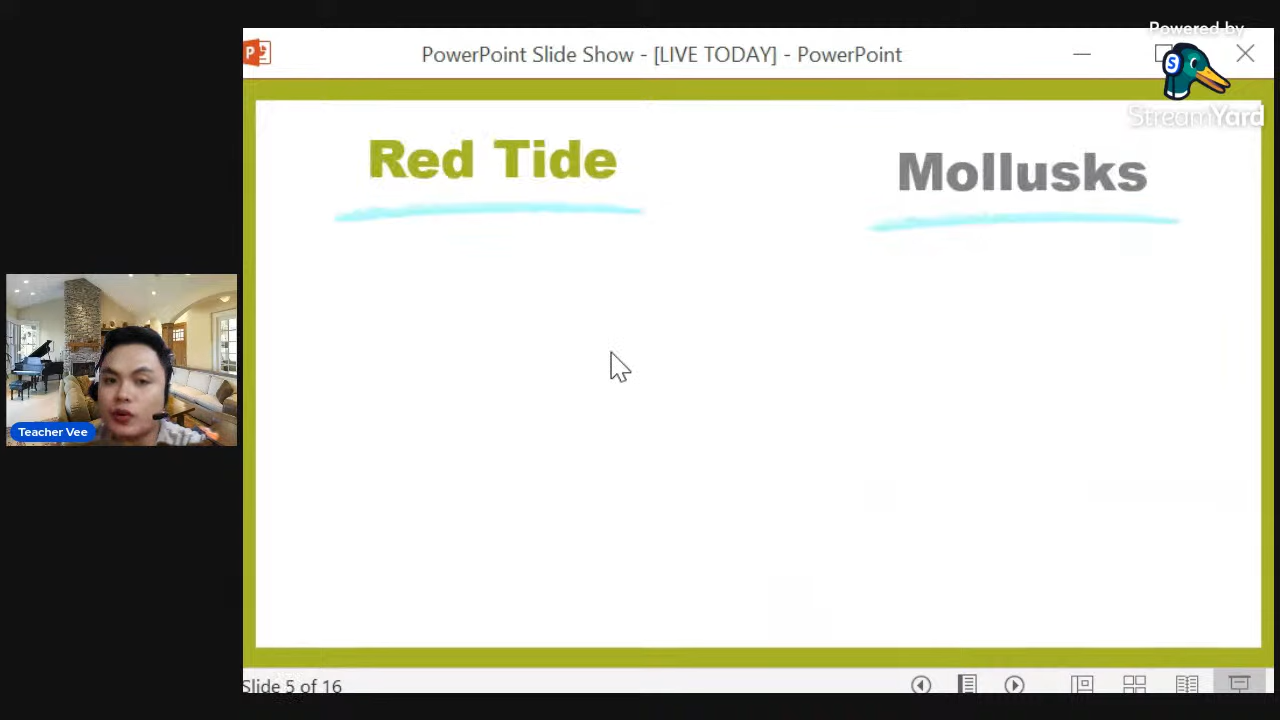 Powered by
PowerPoint Slide Show - [LIVE TODAY] - PowerPoint
StreamYard
Red Tide
Mollusks
Teacher Vee
Slide 5 of 16